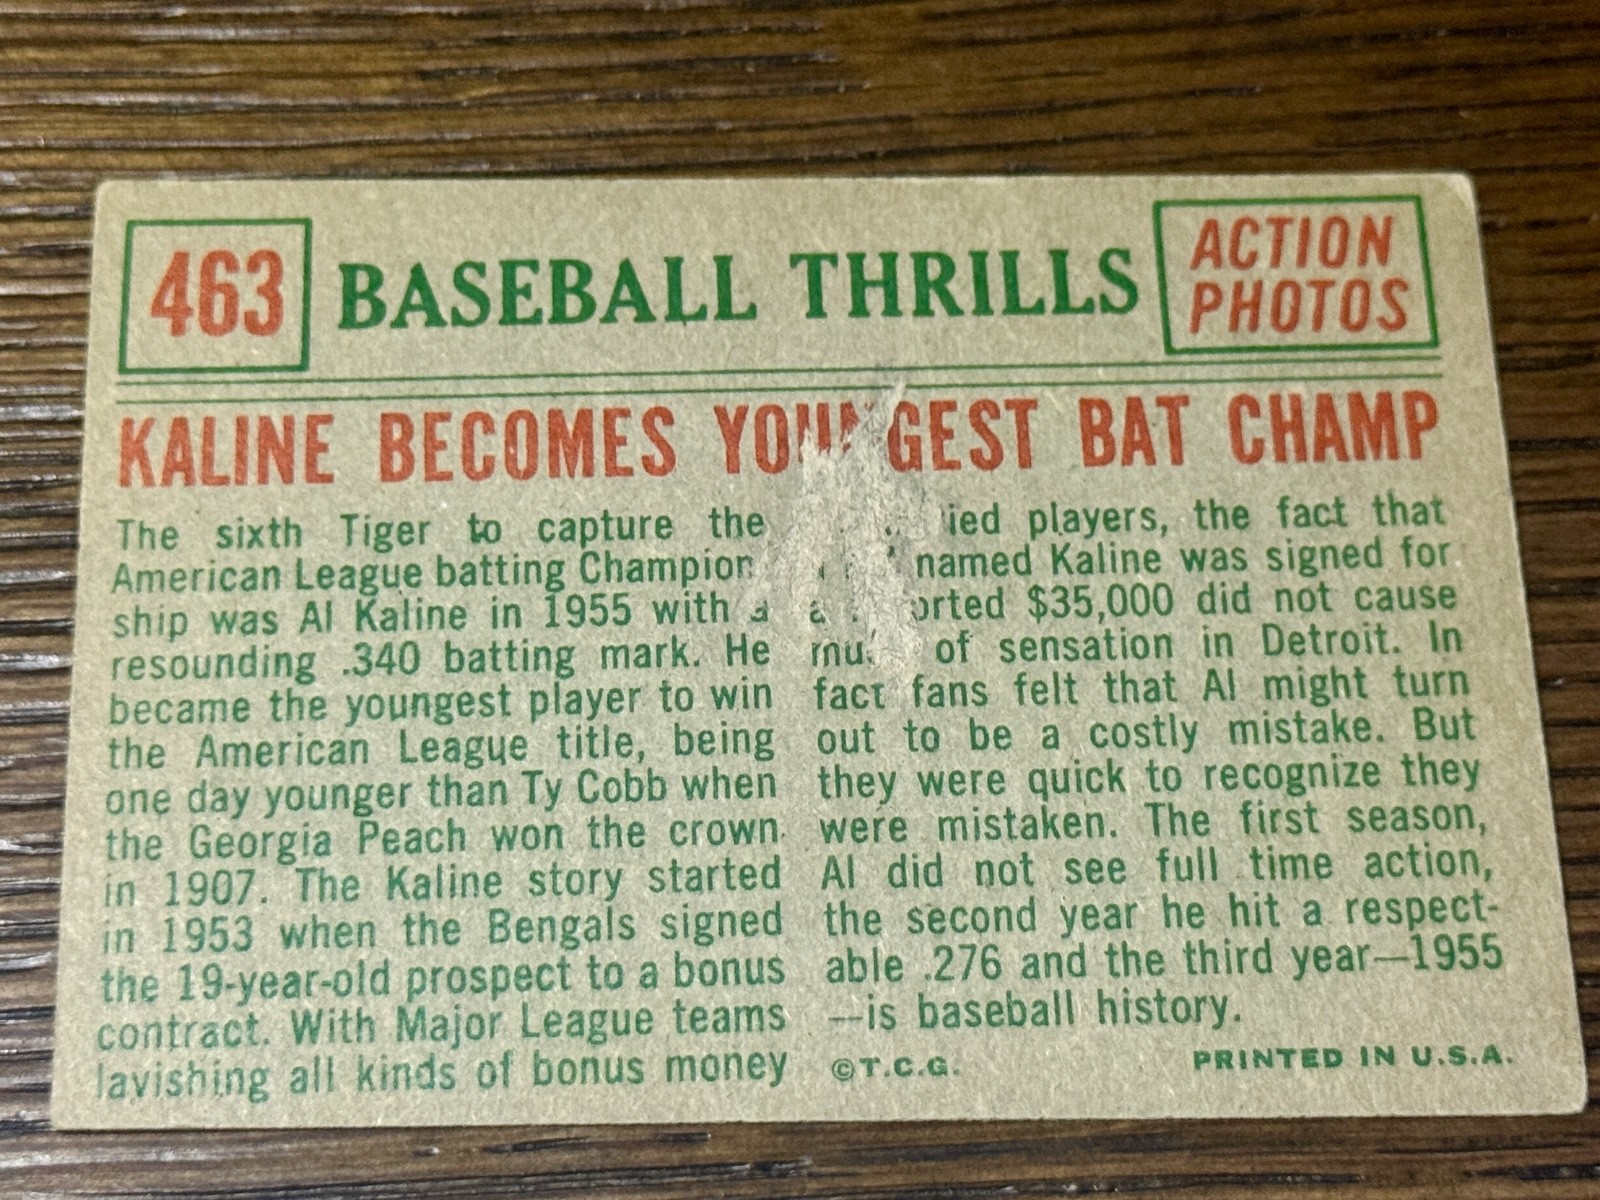 463
BASEBALL THRILLS
ACTION
PHOTOS
KALINE BECOMES YOUNGEST BAT CHAMP
The sixth Tiger to capture the
American League batting Champion
ship was Al Kaline in 1955 with a
resounding .340 batting mark. He
became the youngest player to win
the American League title, being
one day younger than Ty Cobb when
the Georgia Peach won the crown
in 1907. The Kaline story started
in 1953 when the Bengals signed
the 19-year-old prospect to a bonus
contract. With Major League teams
lavishing all kinds of bonus money
players, the fact that
named Kaline was signed for
a $35,000 did not cause
of sensation in Detroit. In
fact fans felt that Al might turn
out to be a costly mistake. But
they were quick to recognize they
were mistaken. The first season,
Al did not see full time action,
the second year he hit a respect-
able .276 and the third year—1955
—is baseball history.
©T.C.G.
PRINTED IN U.S.A.